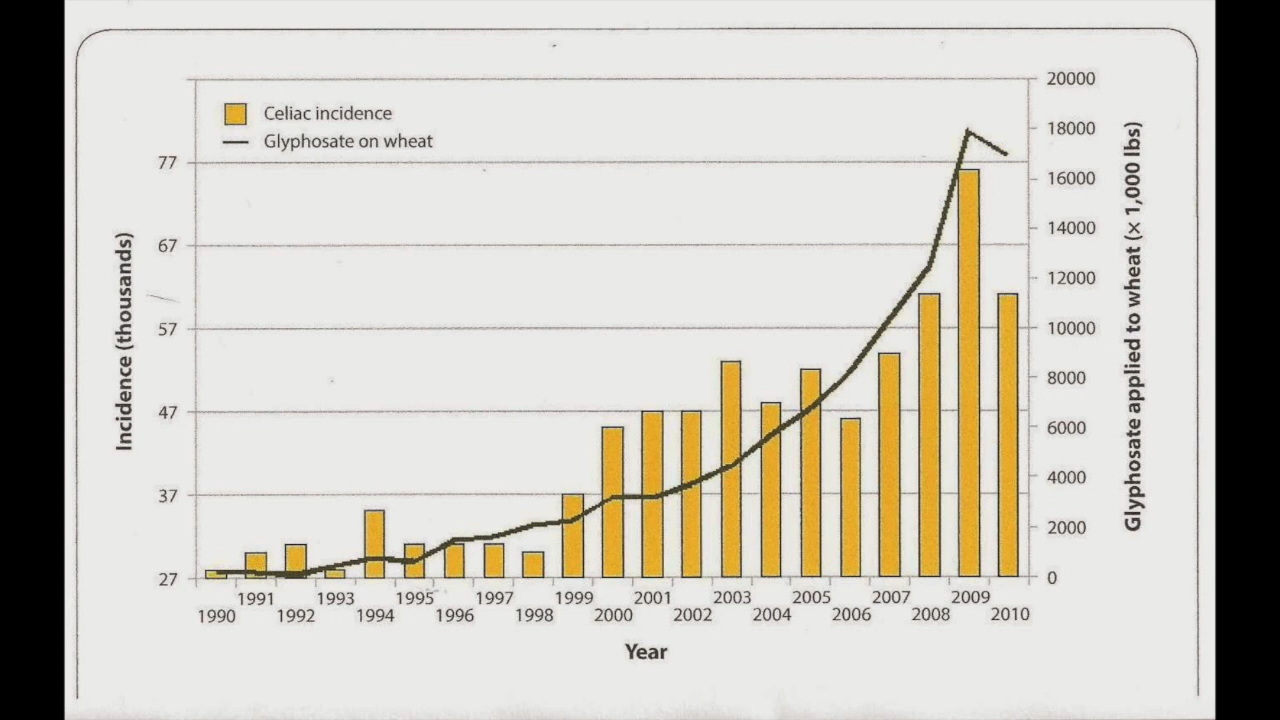 Celiac incidence
Glyphosate on wheat
Incidence (thousands)
77
67
57
47
37
27
20000
18000
16000
14000
12000
10000
8000
6000
4000
2000
0
Glyphosate applied to wheat (× 1,000 lbs)
1991 1993 1995 1997 1999 2001 2003 2005 2007 2009
1990 1992 1994 1996 1998 2000 2002 2004 2006 2008 2010
Year